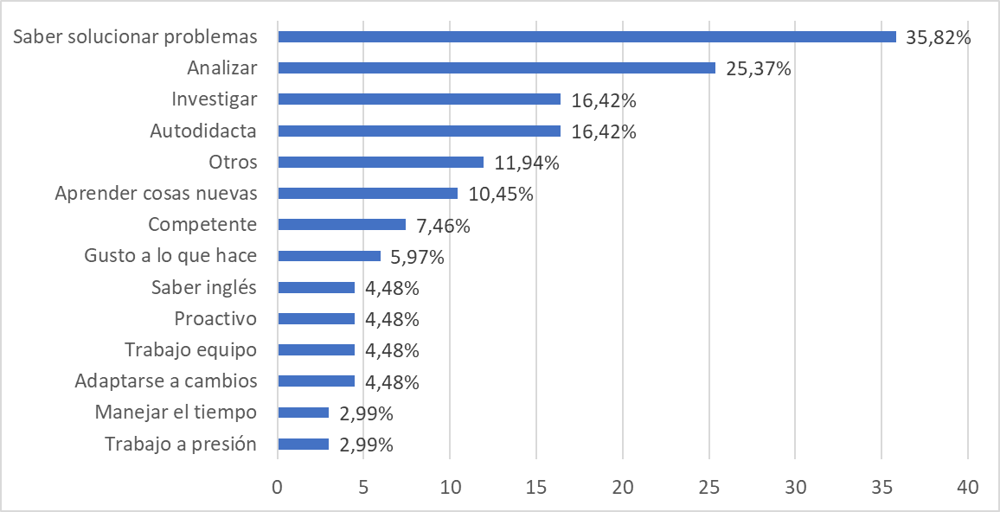 Saber solucionar problemas 35,82%
Analizar 25,37%
Investigar 16,42%
Autodidacta 16,42%
Otros 11,94%
Aprender cosas nuevas 10,45%
Competente 7,46%
Gusto a lo que hace 5,97%
Saber inglés 4,48%
Proactivo 4,48%
Trabajo equipo 4,48%
Adaptarse a cambios 4,48%
Manejar el tiempo 2,99%
Trabajo a presión 2,99%
0 5 10 15 20 25 30 35 40